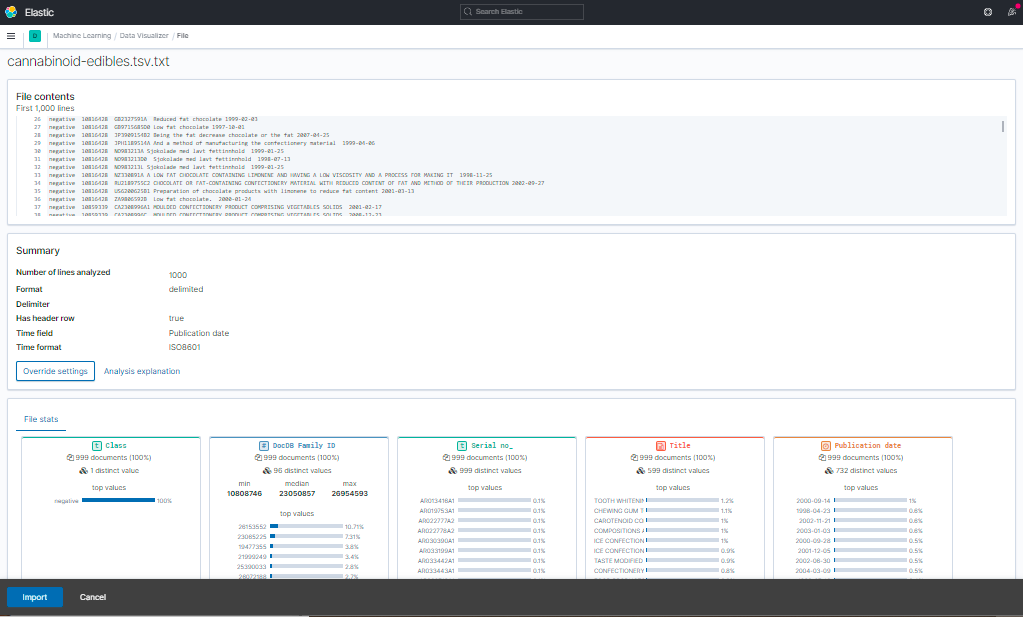 Elastic
Search Elastic
D
Machine Learning / Data Visualizer / File
cannabinoid-edibles.tsv.txt
File contents
First 1,000 lines
26 negative 10816428 GB2327591A Reduced fat chocolate 1999-02-03
27 negative 10816428 GB9715685D0 Low fat chocolate 1997-10-01
28 negative 10816428 JP3909154B2 Being the fat decrease chocolate or the fat 2007-04-25
29 negative 10816428 JPH1189514A And a method of manufacturing the confectionery material 1999-04-06
30 negative 10816428 NO983213A Sjokolade med lavt fettinnhold 1999-01-25
31 negative 10816428 NO983213D0 Sjokolade med lavt fettinnhold 1998-07-13
32 negative 10816428 NO983213L Sjokolade med lavt fettinnhold 1999-01-25
33 negative 10816428 NZ330891A A LOW FAT CHOCOLATE CONTAINING LIMONENE AND HAVING A LOW VISCOSITY AND A PROCESS FOR MAKING IT 1998-11-25
34 negative 10816428 RU2189755C2 CHOCOLATE OR FAT-CONTAINING CONFECTIONERY MATERIAL WITH REDUCED CONTENT OF FAT AND METHOD OF THEIR PRODUCTION 2002-09-27
35 negative 10816428 US6200625B1 Preparation of chocolate products with limonene to reduce fat content 2001-03-13
36 negative 10816428 ZA986592B Low fat chocolate. 2000-01-24
37 negative 10859339 CA2308996A1 MOULDED CONFECTIONERY PRODUCT COMPRISING VEGETABLES SOLIDS 2001-02-17
38 negative 10859339 CA2308996C MOULDED CONFECTIONERY PRODUCT COMPRISING VEGETABLES SOLIDS 2008-12-23
Summary
Number of lines analyzed 1000
Format delimited
Delimiter
Has header row true
Time field Publication date
Time format ISO8601
Override settings Analysis explanation
File stats
t Class
999 documents (100%)
1 distinct value
top values
negative 100%
# DocDB Family ID
999 documents (100%)
96 distinct values
min median max
10808746 23050857 26954593
top values
26153552 10.71%
23065225 7.31%
19477355 3.8%
21999249 3.4%
25390033 2.8%
26072188 2.7%
t Serial no_
999 documents (100%)
999 distinct values
top values
AR013416A1 0.1%
AR019753A1 0.1%
AR022777A2 0.1%
AR022778A2 0.1%
AR030390A1 0.1%
AR033199A1 0.1%
AR033442A1 0.1%
AR033443A1 0.1%
Title
999 documents (100%)
599 distinct values
top values
TOOTH WHITENIN 1.2%
CHEWING GUM T 1.1%
CAROTENOID CO 1%
COMPOSITIONS A 1%
ICE CONFECTION 1%
ICE CONFECTION 0.9%
TASTE MODIFIED 0.9%
CONFECTIONERY 0.8%
Publication date
999 documents (100%)
732 distinct values
top values
2000-09-14 1%
1998-04-23 0.8%
2002-11-21 0.6%
2003-01-03 0.6%
2000-09-28 0.5%
2001-12-05 0.5%
2002-08-30 0.5%
2004-03-09 0.5%
Import Cancel